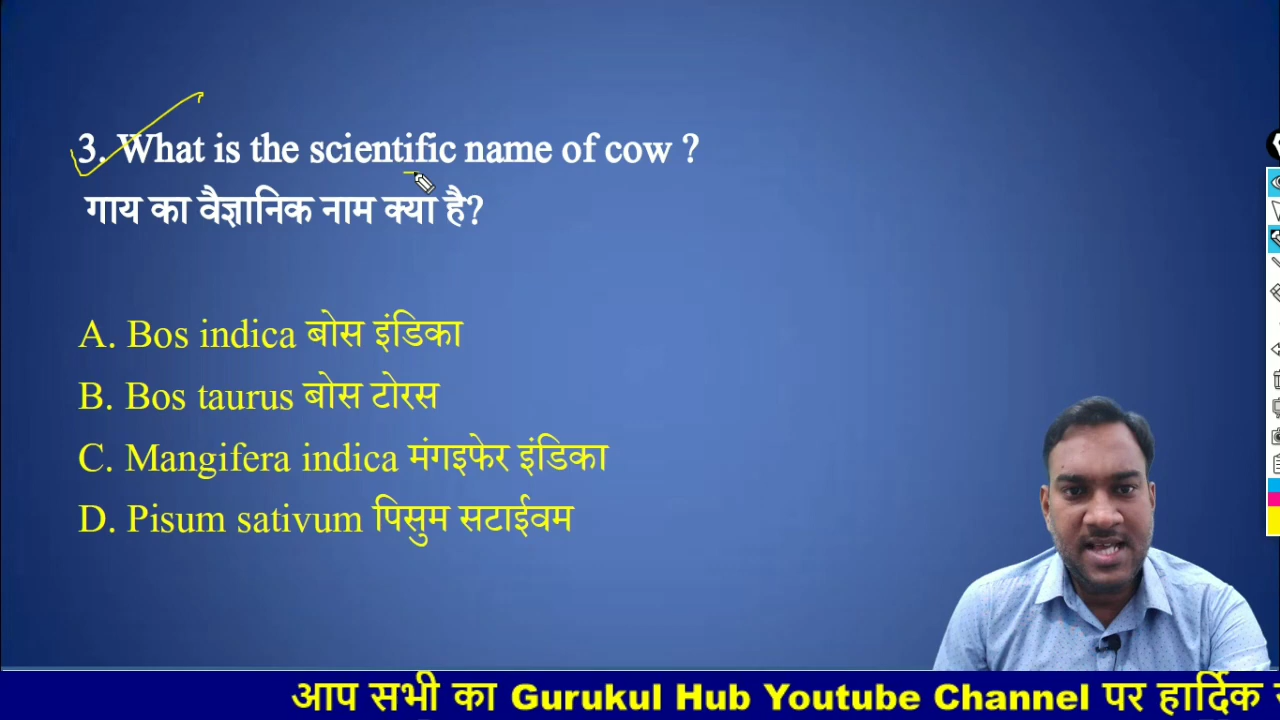 3. What is the scientific name of cow ?
गाय का वैज्ञानिक नाम क्या है?
A. Bos indica बोस इंडिका
B. Bos taurus बोस टोरस
C. Mangifera indica मंगइफेर इंडिका
D. Pisum sativum पिसुम सटाईवम
आप सभी का Gurukul Hub Youtube Channel पर हार्दिक